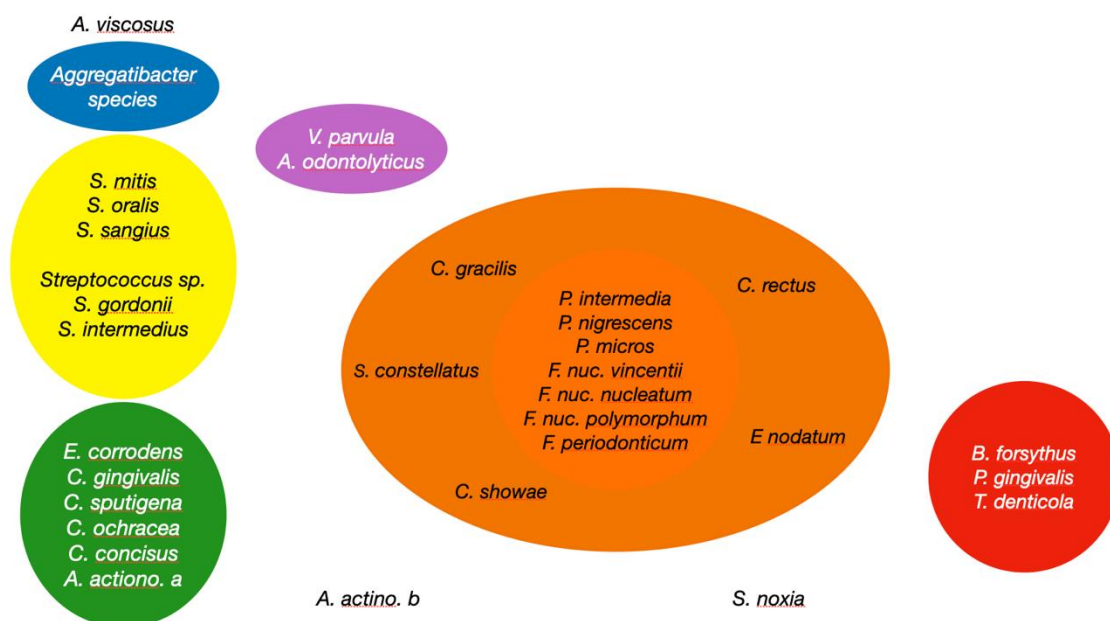 A. viscosus
Aggregatibacter
species
V. parvula
A. odontolyticus
S. mitis
S. oralis
S. sangius
Streptococcus sp.
S. gordonii
S. intermedius
E. corrodens
C. gingivalis
C. sputigena
C. ochracea
C. concisus
A. actiono. a
C. gracilis
C. rectus
P. intermedia
P. nigrescens
P. micros
F. nuc. vincentii
F. nuc. nucleatum
F. nuc. polymorphum
F. periodonticum
S. constellatus
E nodatum
C. showae
B. forsythus
P. gingivalis
T. denticola
A. actino. b
S. noxia